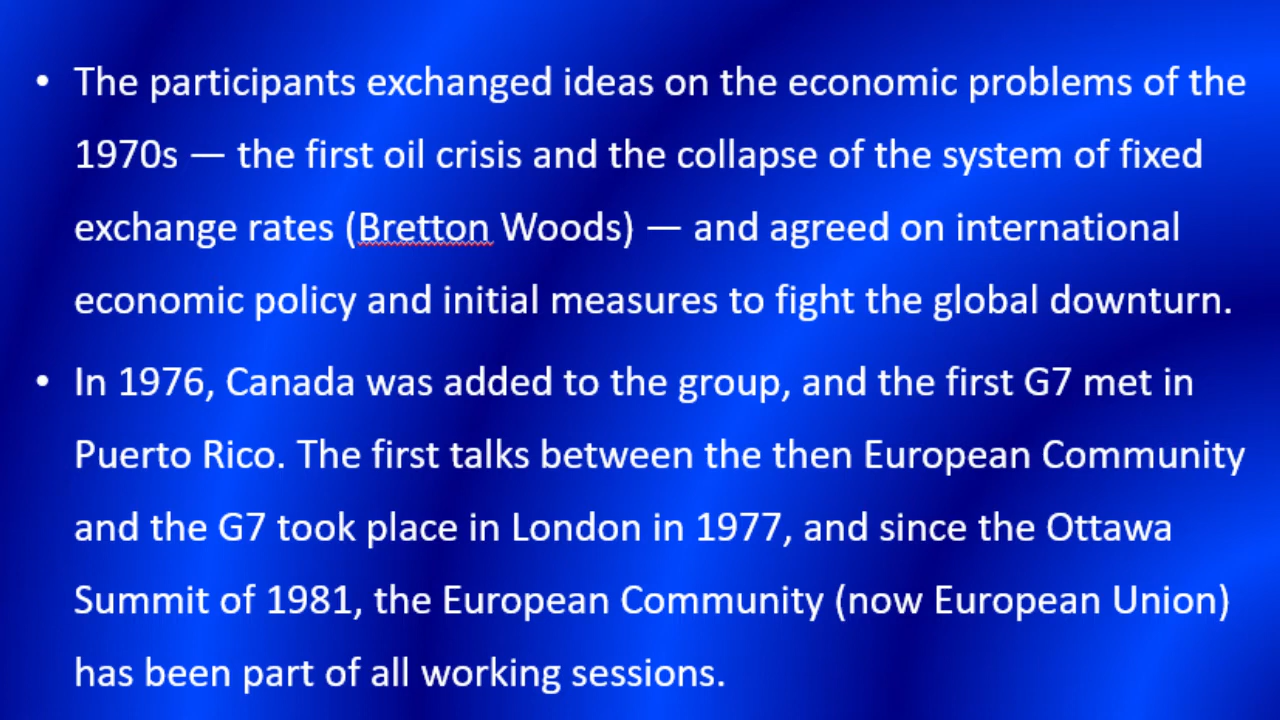 • The participants exchanged ideas on the economic problems of the
1970s — the first oil crisis and the collapse of the system of fixed
exchange rates (Bretton Woods) — and agreed on international
economic policy and initial measures to fight the global downturn.
• In 1976, Canada was added to the group, and the first G7 met in
Puerto Rico. The first talks between the then European Community
and the G7 took place in London in 1977, and since the Ottawa
Summit of 1981, the European Community (now European Union)
has been part of all working sessions.